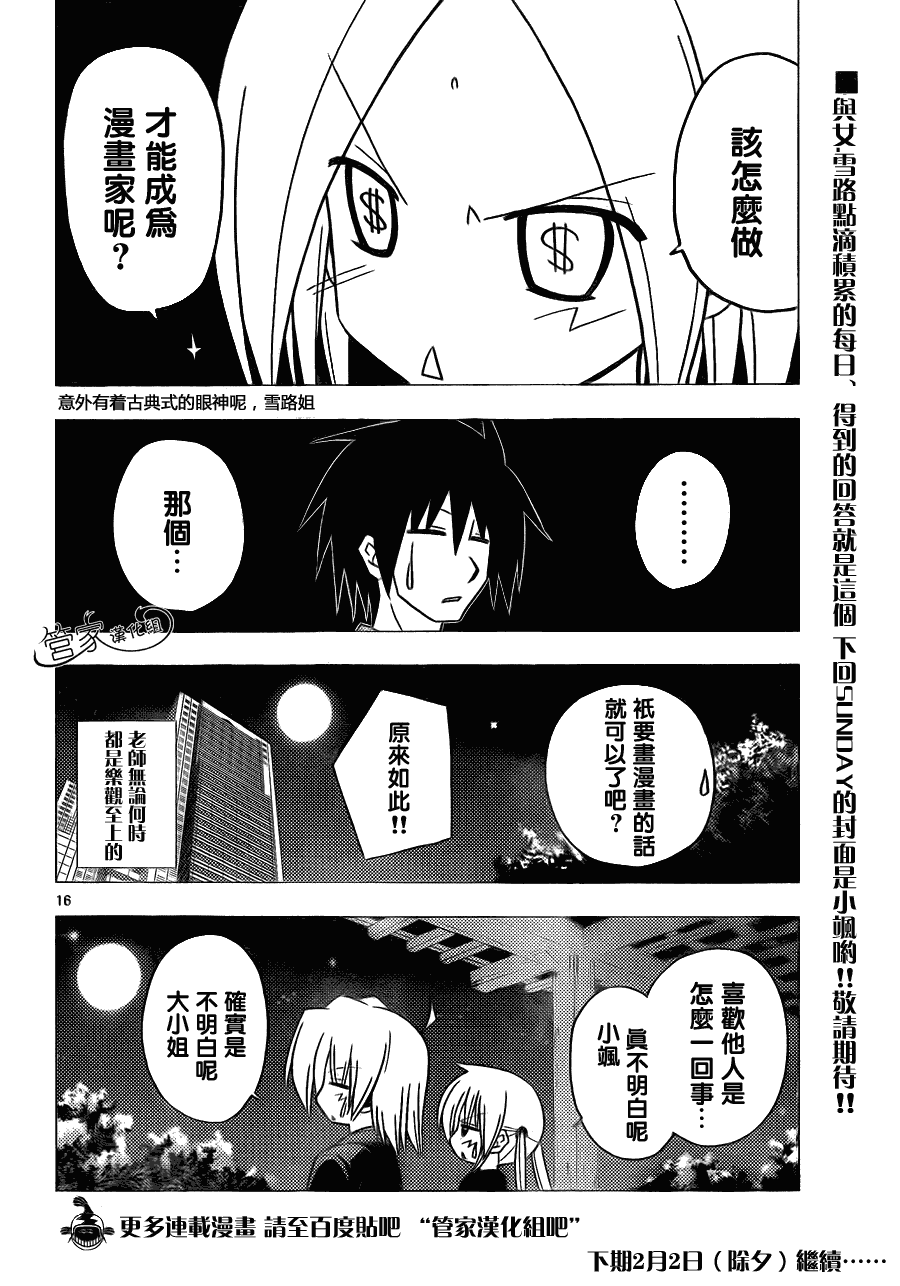 該怎麼做
才能成爲
漫畫家呢？
意外有着古典式的眼神呢，雪路姐
……
那個…
管家
漢化組
祇要畫漫畫的話
就可以了吧？
原來如此!!
老師無論何時
都是樂觀至上的
16
喜歡他人是
怎麼一回事…
眞不明白呢
小颯
確實是
不明白呢
大小姐
■與女雪路點滴積累的每日、得到的回答就是這個 下回SUNDAY的封面是小颯喲!!敬請期待!!
更多連載漫畫 請至百度貼吧 “管家漢化組吧”
下期2月2日（除夕）繼續……